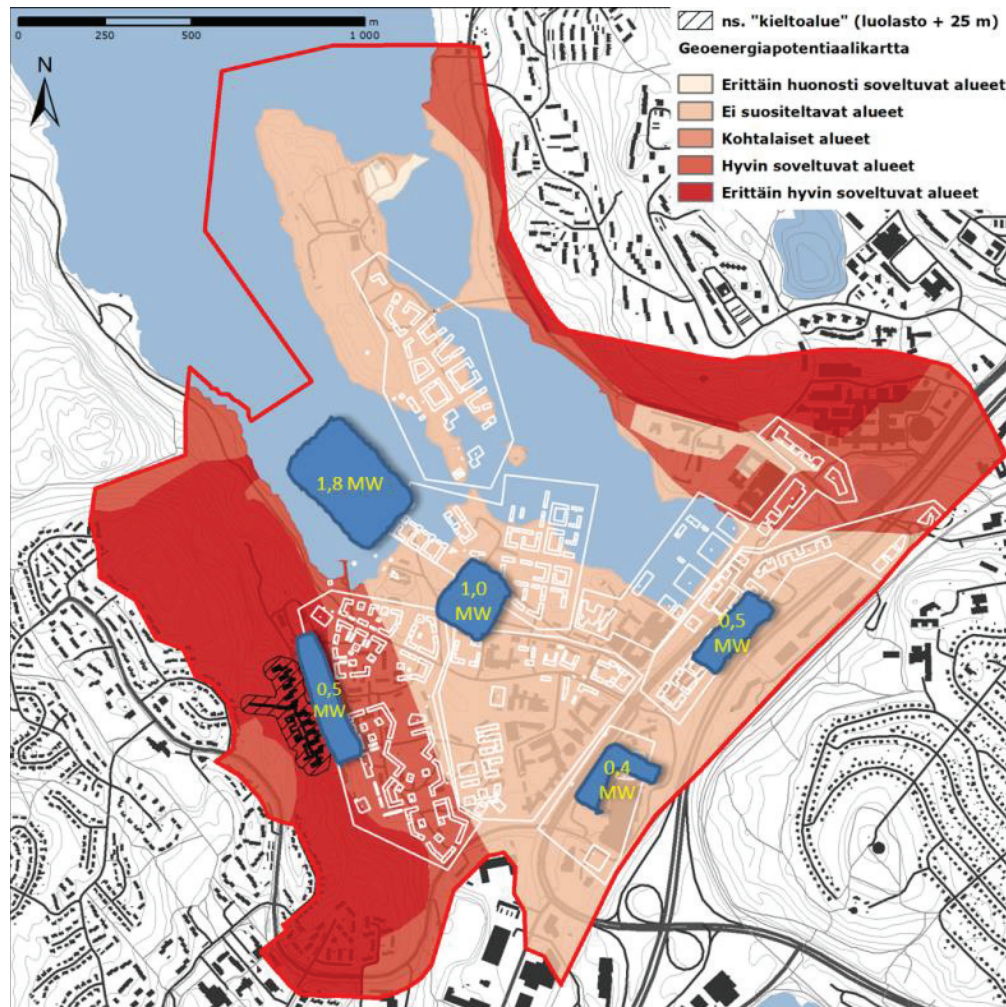 0 250 500 1 000 m
N
ns. "kieltoalue" (luolasto + 25 m)
Geoenergiapotentiaalikartta
Erittäin huonosti soveltuvat alueet
Ei suositeltavat alueet
Kohtalaiset alueet
Hyvin soveltuvat alueet
Erittäin hyvin soveltuvat alueet
1,8 MW
1,0
MW
0,5
MW
0,5
MW
0,4
MW